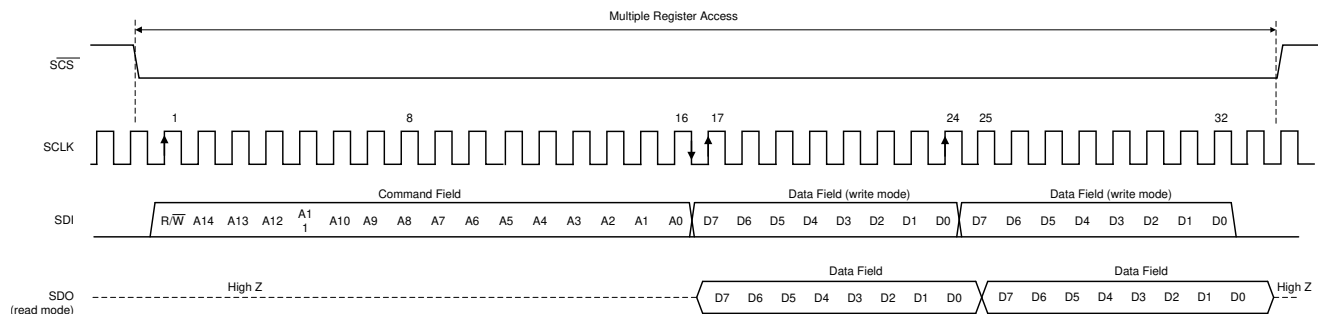 Multiple Register Access
SCS
1 8 16 17 24 25 32
SCLK
Command Field Data Field (write mode) Data Field (write mode)
SDI R/W A14 A13 A12 A11 A10 A9 A8 A7 A6 A5 A4 A3 A2 A1 A0 D7 D6 D5 D4 D3 D2 D1 D0 D7 D6 D5 D4 D3 D2 D1 D0
Data Field Data Field
High Z High Z
SDO D7 D6 D5 D4 D3 D2 D1 D0 D7 D6 D5 D4 D3 D2 D1 D0
(read mode)